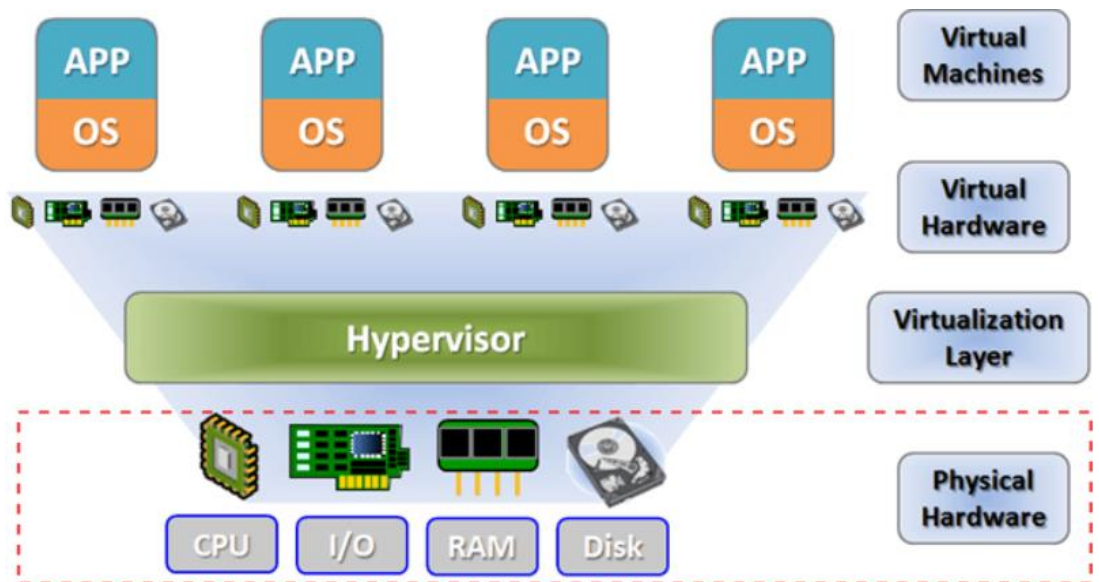 APP
APP
APP
APP
Virtual
Machines
OS
OS
OS
OS
Virtual
Hardware
Hypervisor
Virtualization
Layer
Physical
Hardware
CPU
I/O
RAM
Disk